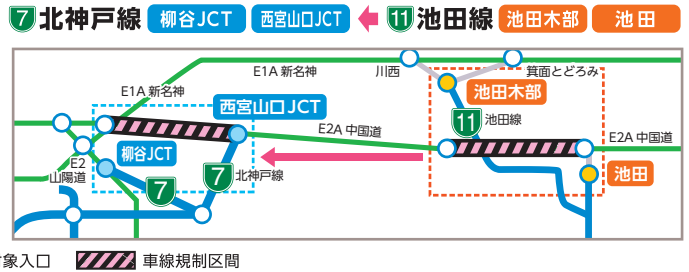 7 北神戸線 柳谷JCT 西宮山口JCT 11 池田線 池田木部 池田
E1A 新名神 川西 箕面とどろみ
E1A 新名神
池田木部
西宮山口JCT
11 池田線
E2A 中国道
E2A 中国道
柳谷JCT
E2
山陽道
7
7 北神戸線
池田
対象入口 車線規制区間